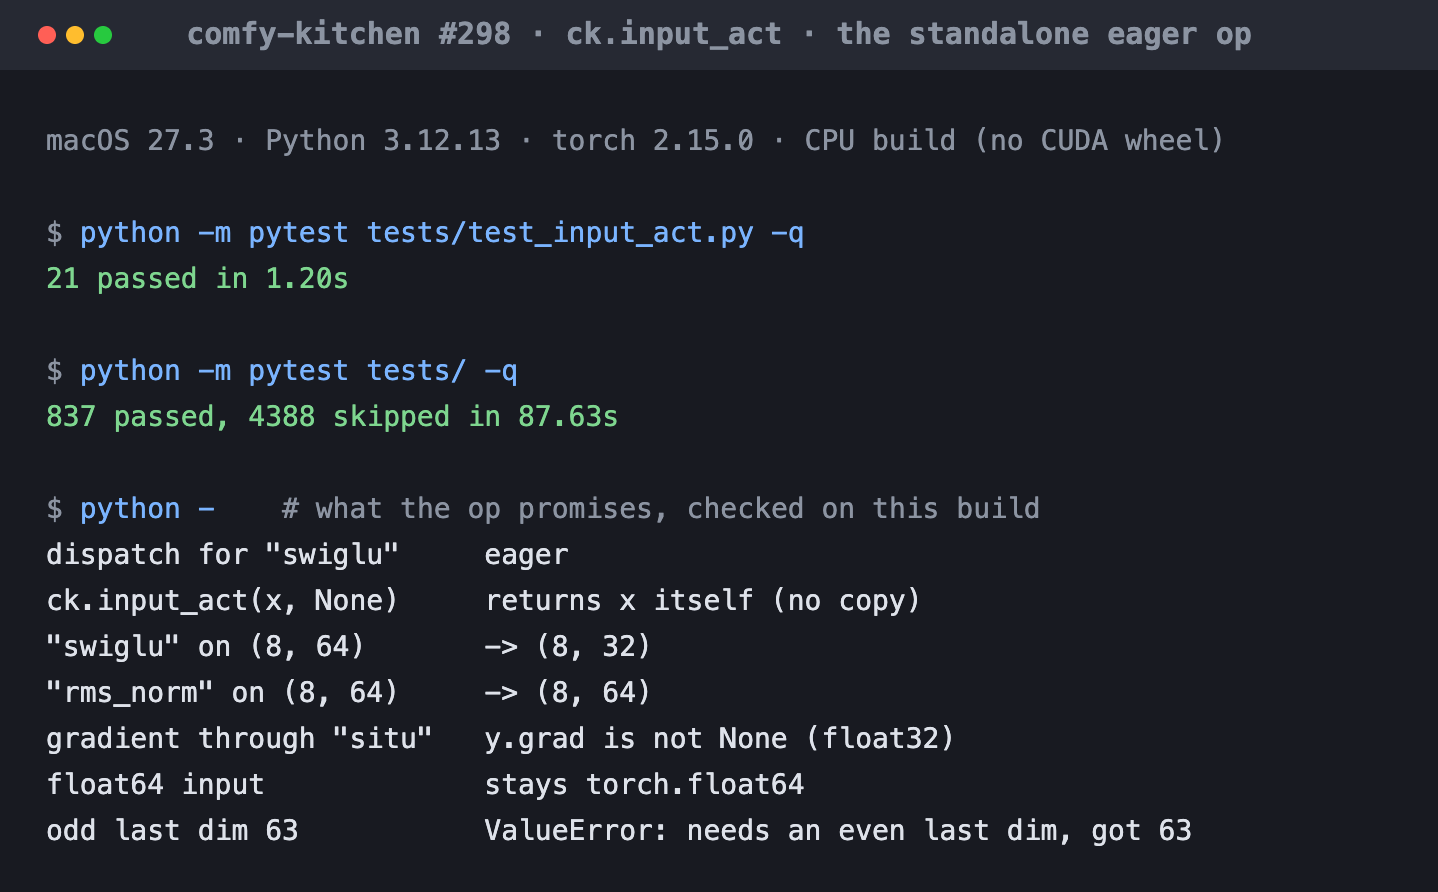 comfy-kitchen #298 · ck.input_act · the standalone eager op
macOS 27.3 · Python 3.12.13 · torch 2.15.0 · CPU build (no CUDA wheel)
$ python -m pytest tests/test_input_act.py -q
21 passed in 1.20s
$ python -m pytest tests/ -q
837 passed, 4388 skipped in 87.63s
$ python -    # what the op promises, checked on this build
dispatch for "swiglu"     eager
ck.input_act(x, None)     returns x itself (no copy)
"swiglu" on (8, 64)       -> (8, 32)
"rms_norm" on (8, 64)     -> (8, 64)
gradient through "situ"   y.grad is not None (float32)
float64 input             stays torch.float64
odd last dim 63           ValueError: needs an even last dim, got 63